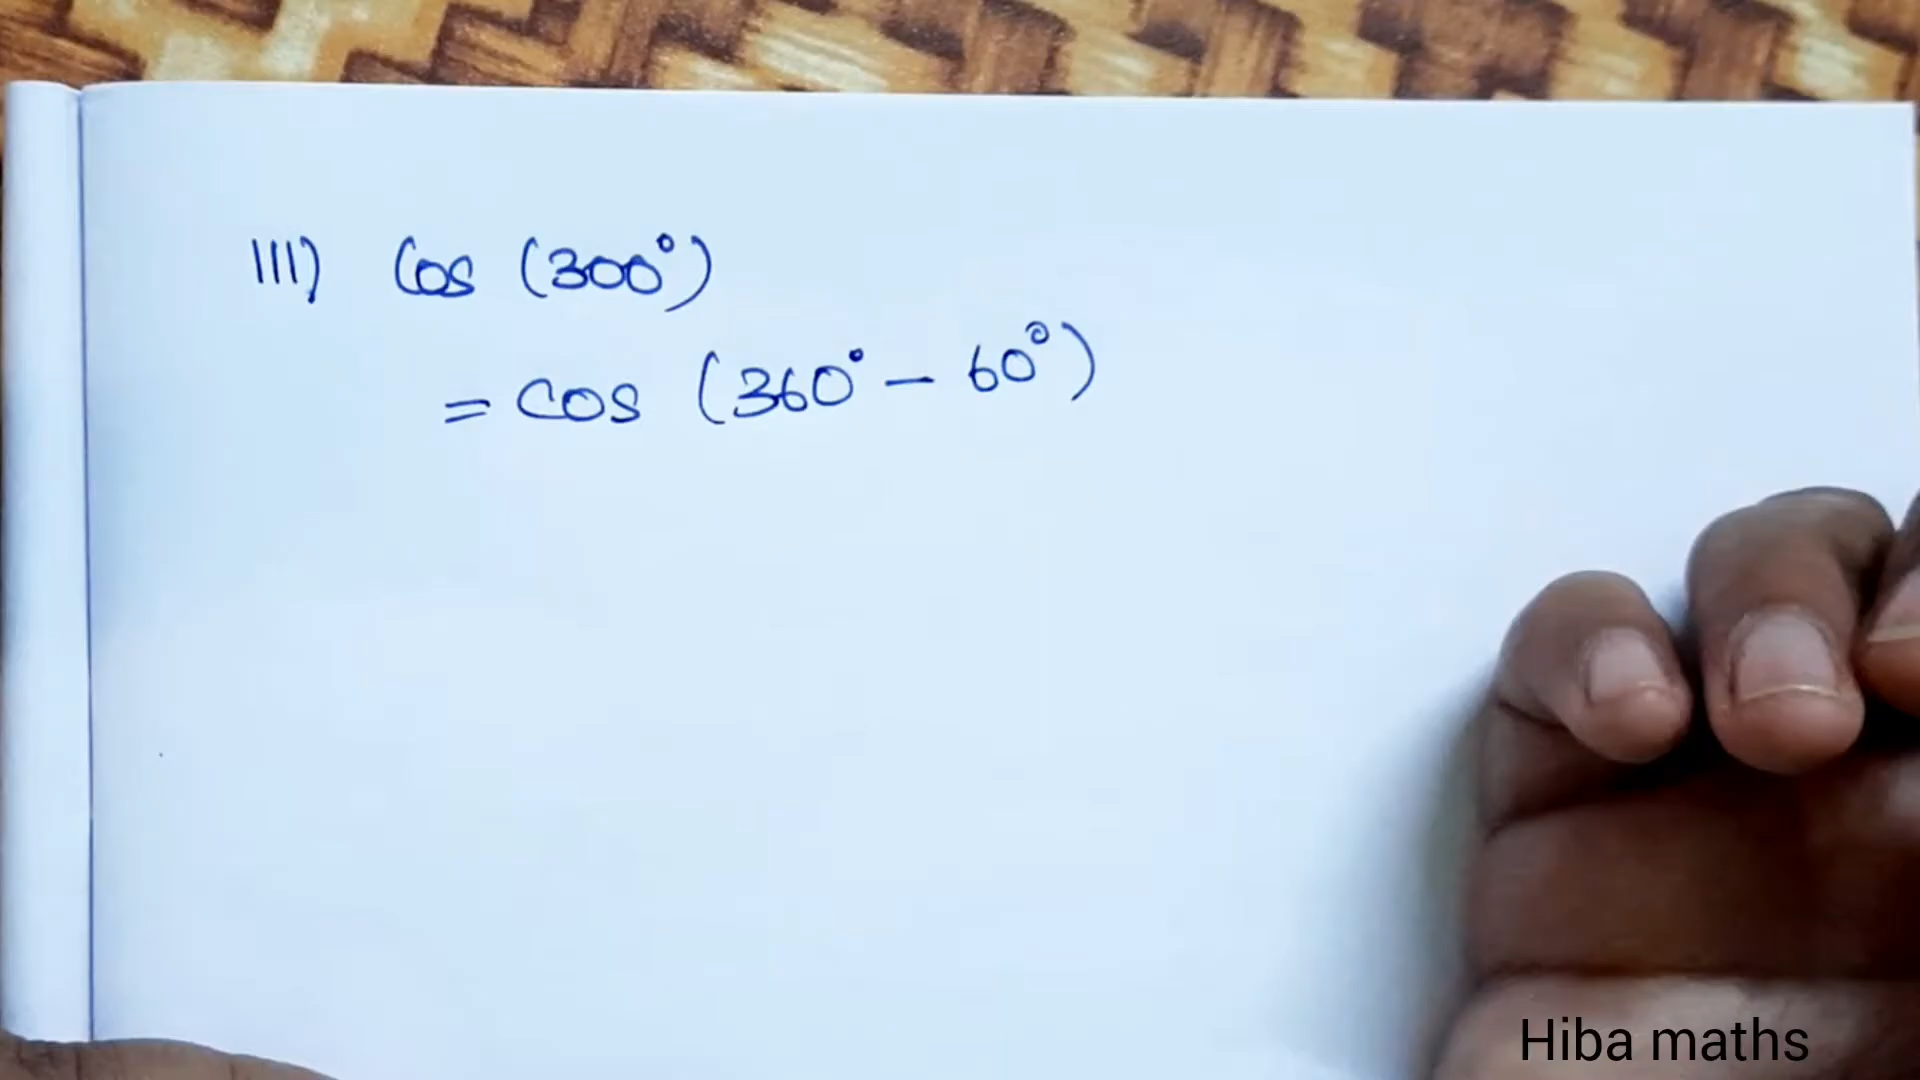 III) Cos (300°)
= cos (360° - 60°)
Hiba maths